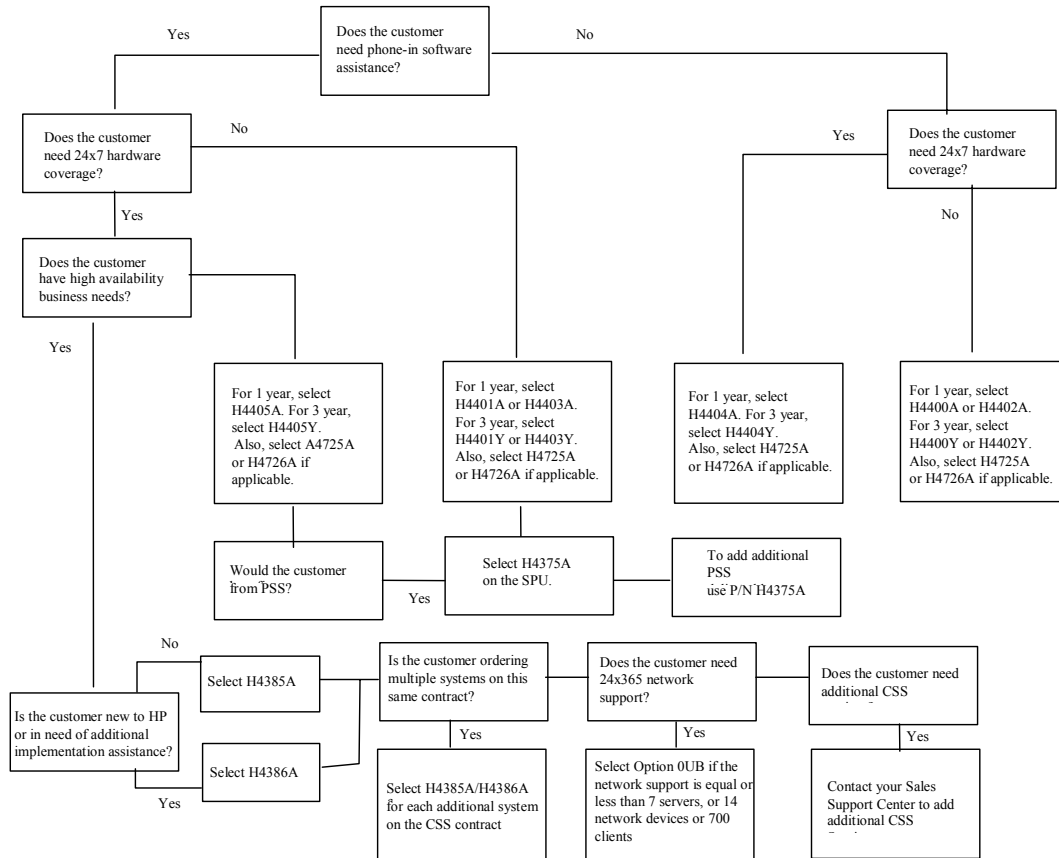 Yes
Does the customer
need phone-in software
assistance?
No
Does the customer
need 24x7 hardware
coverage?
No
Yes
Does the customer
need 24x7 hardware
coverage?
Yes
No
Does the customer
have high availability
business needs?
Yes
For 1 year, select
H4405A. For 3 year,
select H4405Y.
Also, select A4725A
or H4726A if
applicable.
For 1 year, select
H4401A or H4403A.
For 3 year, select
H4401Y or H4403Y.
Also, select H4725A
or H4726A if applicable.
For 1 year, select
H4404A. For 3 year,
select H4404Y.
Also, select H4725A
or H4726A if applicable.
For 1 year, select
H4400A or H4402A.
For 3 year, select
H4400Y or H4402Y.
Also, select H4725A
or H4726A if applicable.
Would the customer
from PSS?
Yes
Select H4375A
on the SPU.
To add additional
PSS
use P/N H4375A
No
Select H4385A
Is the customer ordering
multiple systems on this
same contract?
Does the customer need
24x365 network
support?
Does the customer need
additional CSS
Is the customer new to HP
or in need of additional
implementation assistance?
Yes
Select H4386A
Yes
Select H4385A/H4386A
for each additional system
on the CSS contract
Yes
Select Option 0UB if the
network support is equal or
less than 7 servers, or 14
network devices or 700
clients
Yes
Contact your Sales
Support Center to add
additional CSS